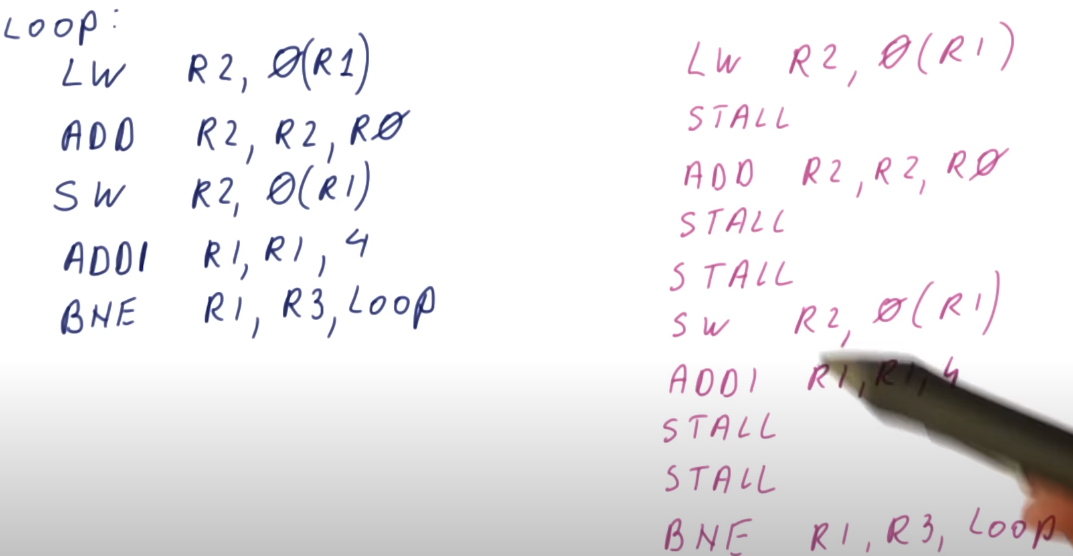 LOOP:
LW R2, Ø(R1)
ADD R2, R2, RØ
SW R2, Ø(R1)
ADDI R1, R1, 4
BNE R1, R3, LOOP
LW R2, Ø(R1)
STALL
ADD R2, R2, RØ
STALL
STALL
SW R2, Ø(R1)
ADDI R1, R1, 4
STALL
STALL
BNE R1, R3, LOOP